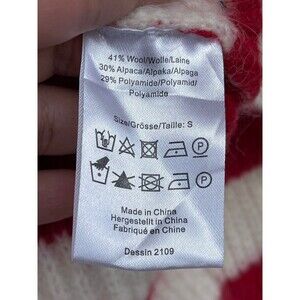 41% Wool/Wolle/Laine
30% Alpaca/Alpaka/Alpaga
29% Polyamide/Polyamid/
Polyamide
Size/Grösse/Taille: S
P
P
Made in China
Hergestellt in China
Fabriqué en Chine
Dessin 2109